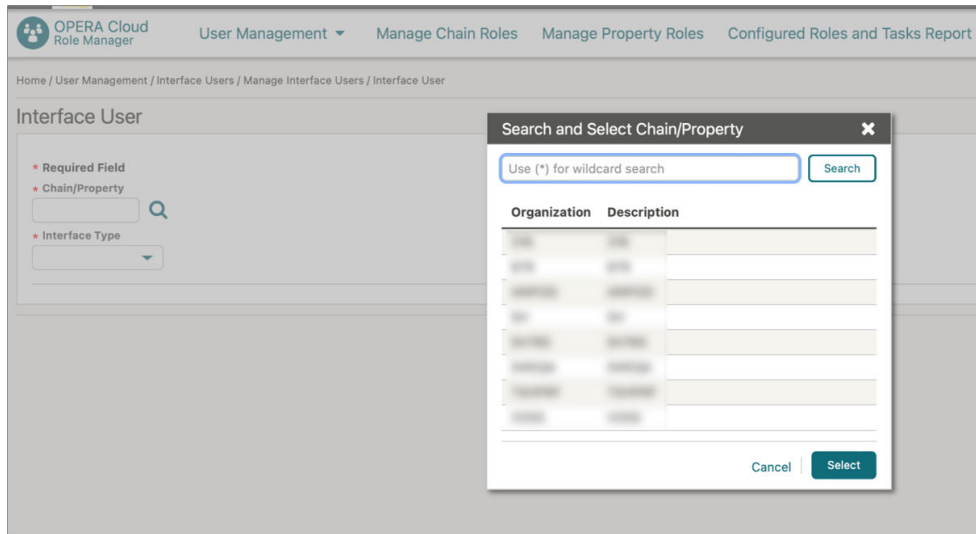 OPERA Cloud
Role Manager
User Management
Manage Chain Roles
Manage Property Roles
Configured Roles and Tasks Report
Home / User Management / Interface Users / Manage Interface Users / Interface User
Interface User
* Required Field
* Chain/Property
* Interface Type
Search and Select Chain/Property
Use (*) for wildcard search
Search
Organization Description
Cancel
Select